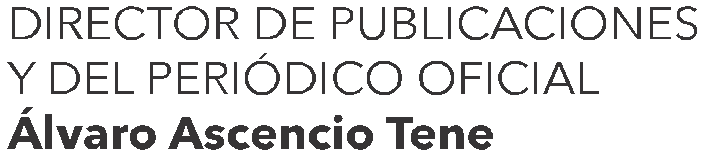 DIRECTOR DE PUBLICACIONES
Y DEL PERIÓDICO OFICIAL
Álvaro Ascencio Tene